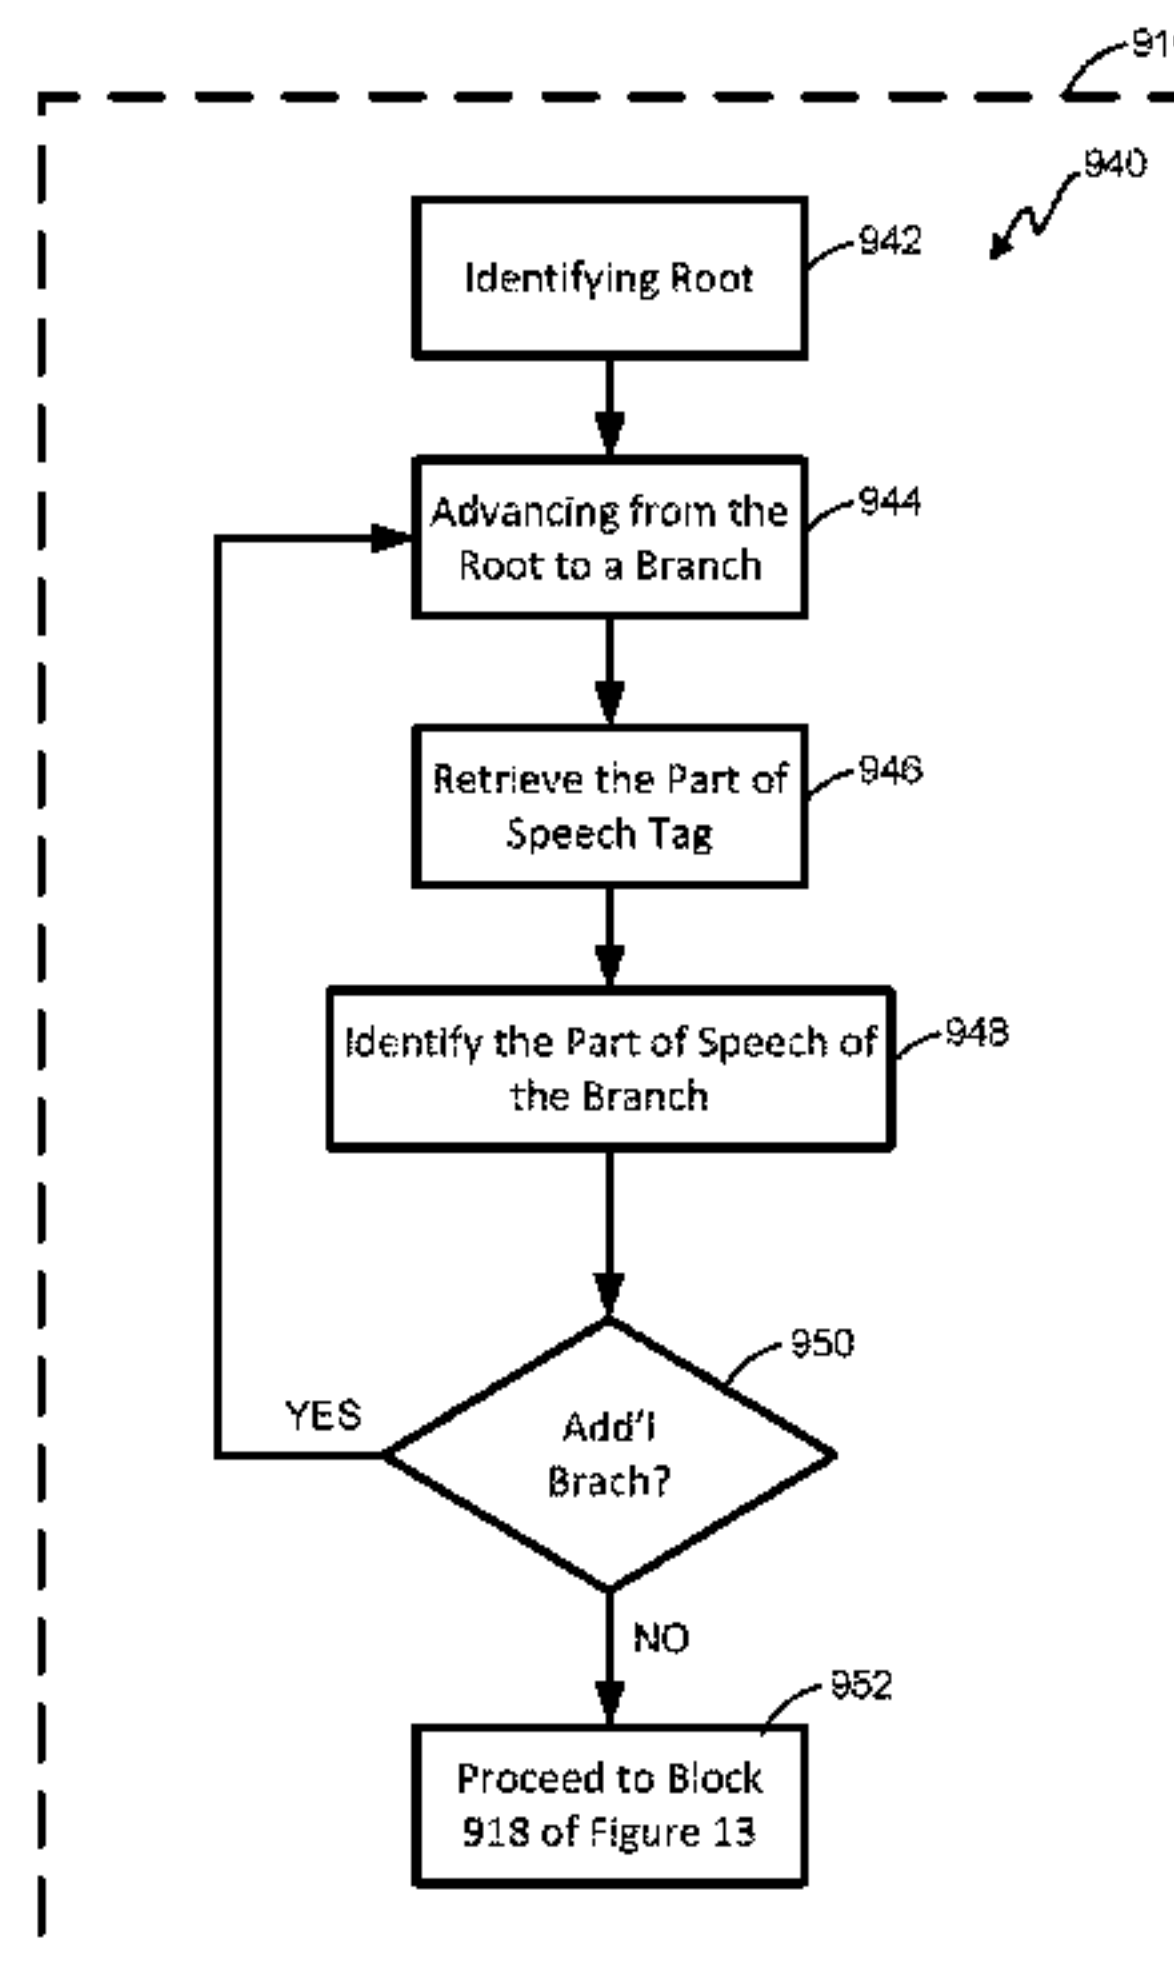 940
942
Identifying Root
944
Advancing from the
Root to a Branch
946
Retrieve the Part of
Speech Tag
948
Identify the Part of Speech of
the Branch
950
YES
Add'l
Brach?
NO
952
Proceed to Block
918 of Figure 13